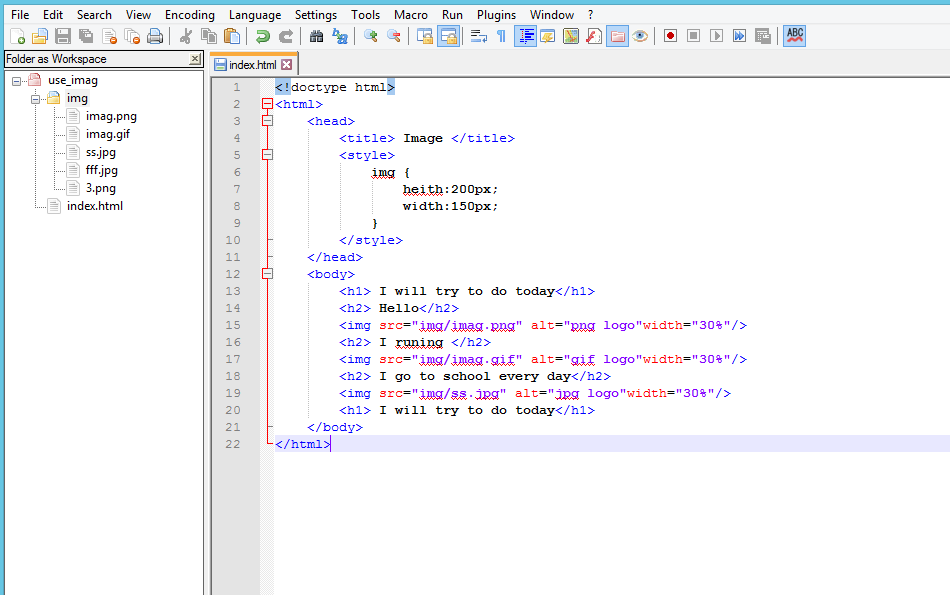 File Edit Search View Encoding Language Settings Tools Macro Run Plugins Window ?
ABC
Folder as Workspace
use_imag
img
imag.png
imag.gif
ss.jpg
fff.jpg
3.png
index.html
index.html
1 <!doctype html>
2 <html>
3 <head>
4 <title> Image </title>
5 <style>
6 img {
7 heith:200px;
8 width:150px;
9 }
10 </style>
11 </head>
12 <body>
13 <h1> I will try to do today</h1>
14 <h2> Hello</h2>
15 <img src="img/imag.png" alt="png logo"width="30%"/>
16 <h2> I runing </h2>
17 <img src="img/imag.gif" alt="gif logo"width="30%"/>
18 <h2> I go to school every day</h2>
19 <img src="img/ss.jpg" alt="jpg logo"width="30%"/>
20 <h1> I will try to do today</h1>
21 </body>
22 </html>